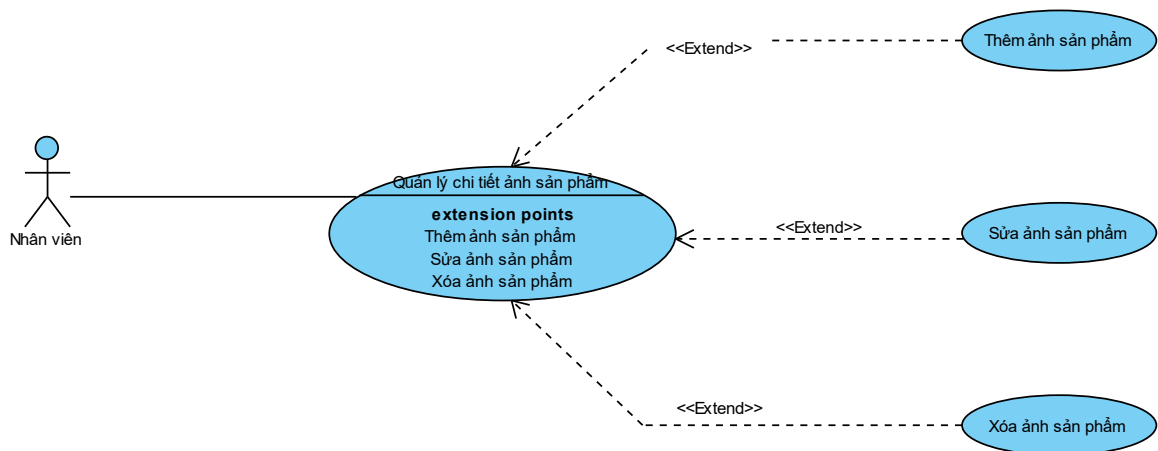 Thêm ảnh sản phẩm
<<Extend>>
Quản lý chi tiết ảnh sản phẩm
extension points
Thêm ảnh sản phẩm
Sửa ảnh sản phẩm
Xóa ảnh sản phẩm
Nhân viên
<<Extend>>
Sửa ảnh sản phẩm
<<Extend>>
Xóa ảnh sản phẩm